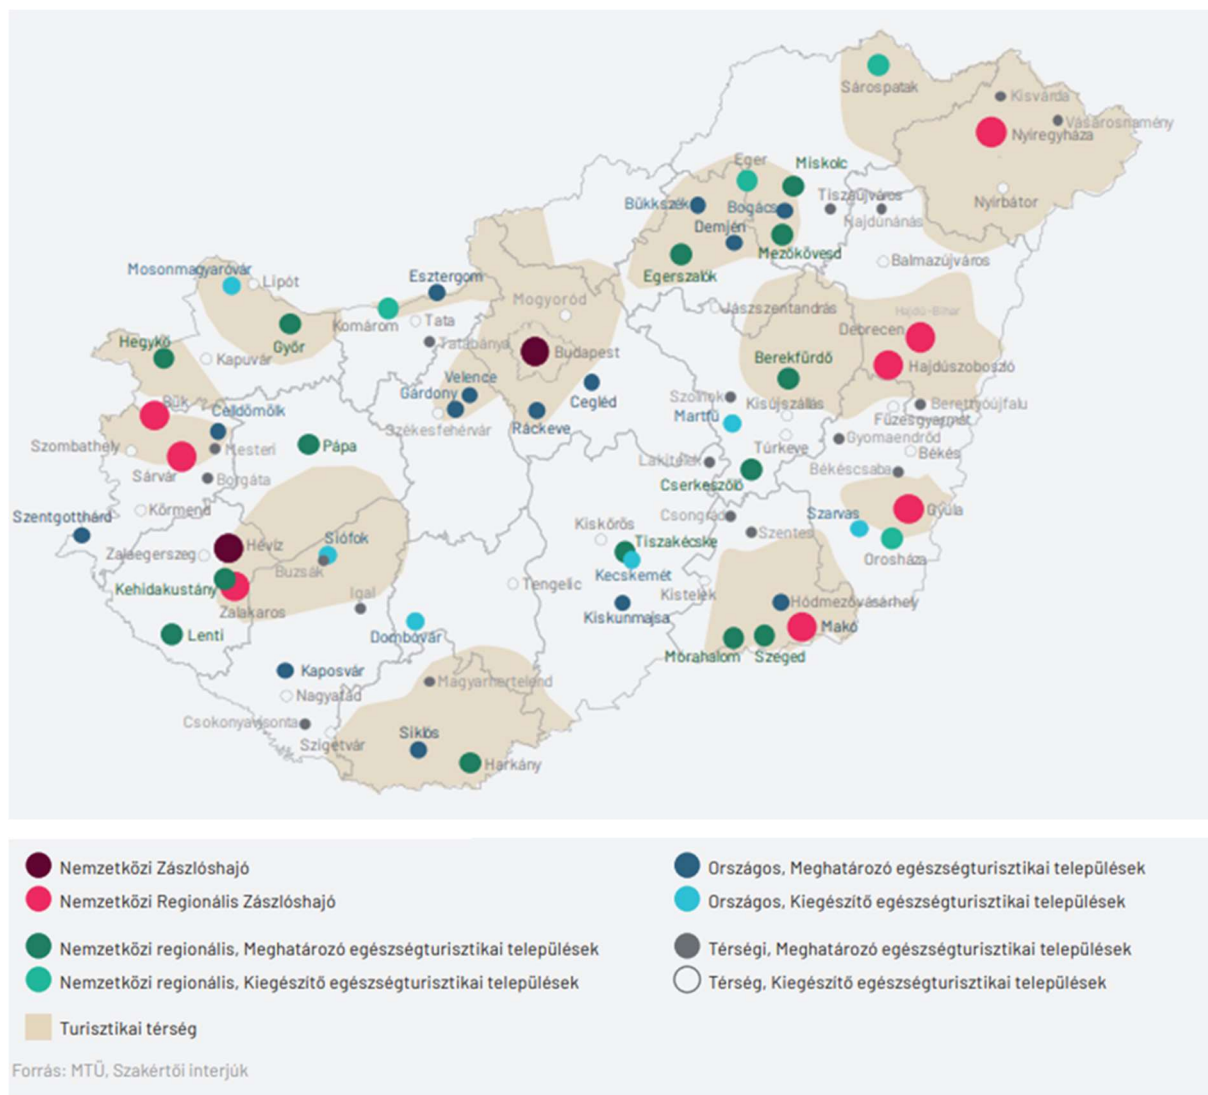 Sárospatak
Kisvárda
Vásárosnamény
Nyíregyháza
Eger
Miskolc
Nyírbátor
Bükkszék
Bogács
Tiszaújváros
Hajdúnánás
Demjén
Mezőkövesd
Egerszalók
Balmazújváros
Mosonmagyaróvár
Lipót
Esztergom
Mogyoród
Jászszentandrás
Hajdú-Bihar
Komárom
Tata
Debrecen
Hegykő
Győr
Tatabánya
Budapest
Kapuvár
Berekfürdő
Hajdúszoboszló
Velence
Gárdony
Cegléd
Szolnok
Kisújszállás
Berettyóújfalu
Bük
Celldömölk
Ráckeve
Martfű
Füzesgyarmat
Székesfehérvár
Szombathely
Mesteri
Pápa
Túrkeve
Gyomaendrőd
Békés
Sárvár
Borgáta
Lakitelek
Cserkeszőlő
Békéscsaba
Körmend
Szentgotthárd
Csongrád
Szarvas
Gyula
Kiskőrös
Szentes
Siófok
Hévíz
Zalaegerszeg
Tiszakécske
Orosháza
Buzsák
Kecskemét
Kehidakustány
Igal
Tengelic
Kistelek
Zalakaros
Hódmezővásárhely
Kiskunmajsa
Makó
Lenti
Dombóvár
Mórahalom
Szeged
Kaposvár
Magyarhertelend
Nagyatád
Csokonyavisonta
Szigetvár
Siklós
Harkány
Nemzetközi Zászlóshajó
Nemzetközi Regionális Zászlóshajó
Nemzetközi regionális, Meghatározó egészségturisztikai települések
Nemzetközi regionális, Kiegészítő egészségturisztikai települések
Turisztikai térség
Országos, Meghatározó egészségturisztikai települések
Országos, Kiegészítő egészségturisztikai települések
Térségi, Meghatározó egészségturisztikai települések
Térség, Kiegészítő egészségturisztikai települések
Forrás: MTÜ, Szakértői interjúk